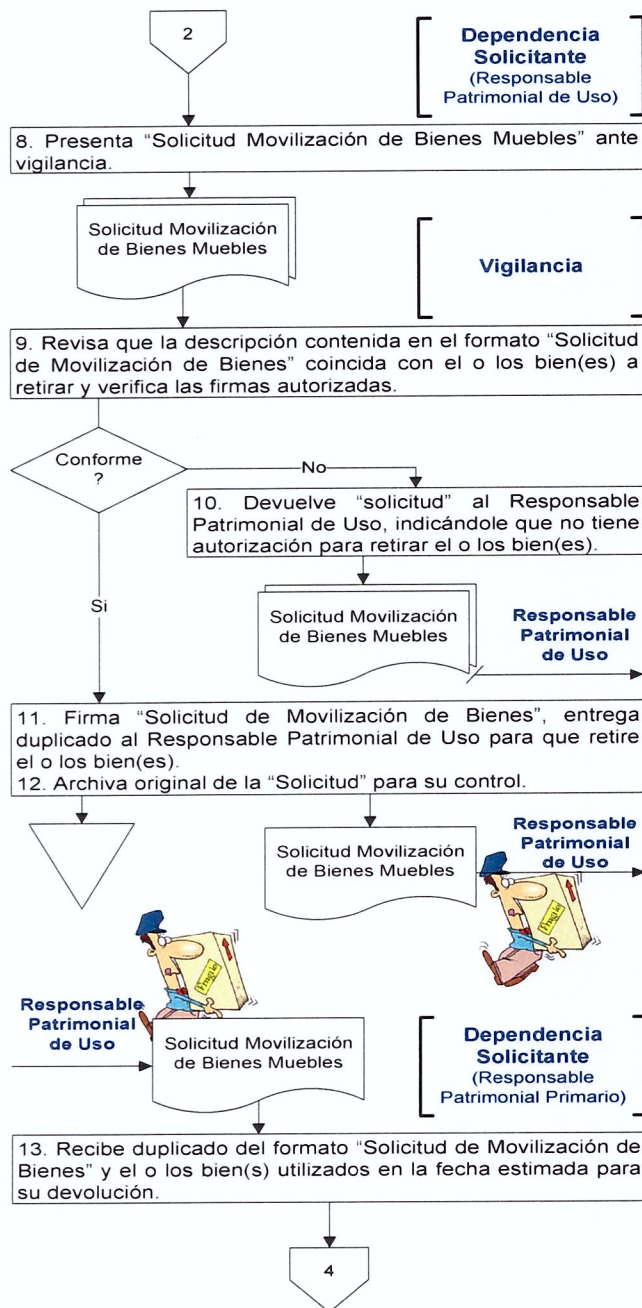 2
Dependencia
Solicitante
(Responsable
Patrimonial de Uso)
8. Presenta “Solicitud Movilización de Bienes Muebles” ante
vigilancia.
Solicitud Movilización
de Bienes Muebles
Vigilancia
9. Revisa que la descripción contenida en el formato “Solicitud
de Movilización de Bienes” coincida con el o los bien(es) a
retirar y verifica las firmas autorizadas.
Conforme
?
No
10. Devuelve “solicitud” al Responsable
Patrimonial de Uso, indicándole que no tiene
autorización para retirar el o los bien(es).
Si
Solicitud Movilización
de Bienes Muebles
Responsable
Patrimonial
de Uso
11. Firma “Solicitud de Movilización de Bienes”, entrega
duplicado al Responsable Patrimonial de Uso para que retire
el o los bien(es).
12. Archiva original de la “Solicitud” para su control.
Solicitud Movilización
de Bienes Muebles
Responsable
Patrimonial
de Uso
Fragile
Fragile
Responsable
Patrimonial
de Uso
Solicitud Movilización
de Bienes Muebles
Dependencia
Solicitante
(Responsable
Patrimonial Primario)
13. Recibe duplicado del formato “Solicitud de Movilización de
Bienes” y el o los bien(s) utilizados en la fecha estimada para
su devolución.
4